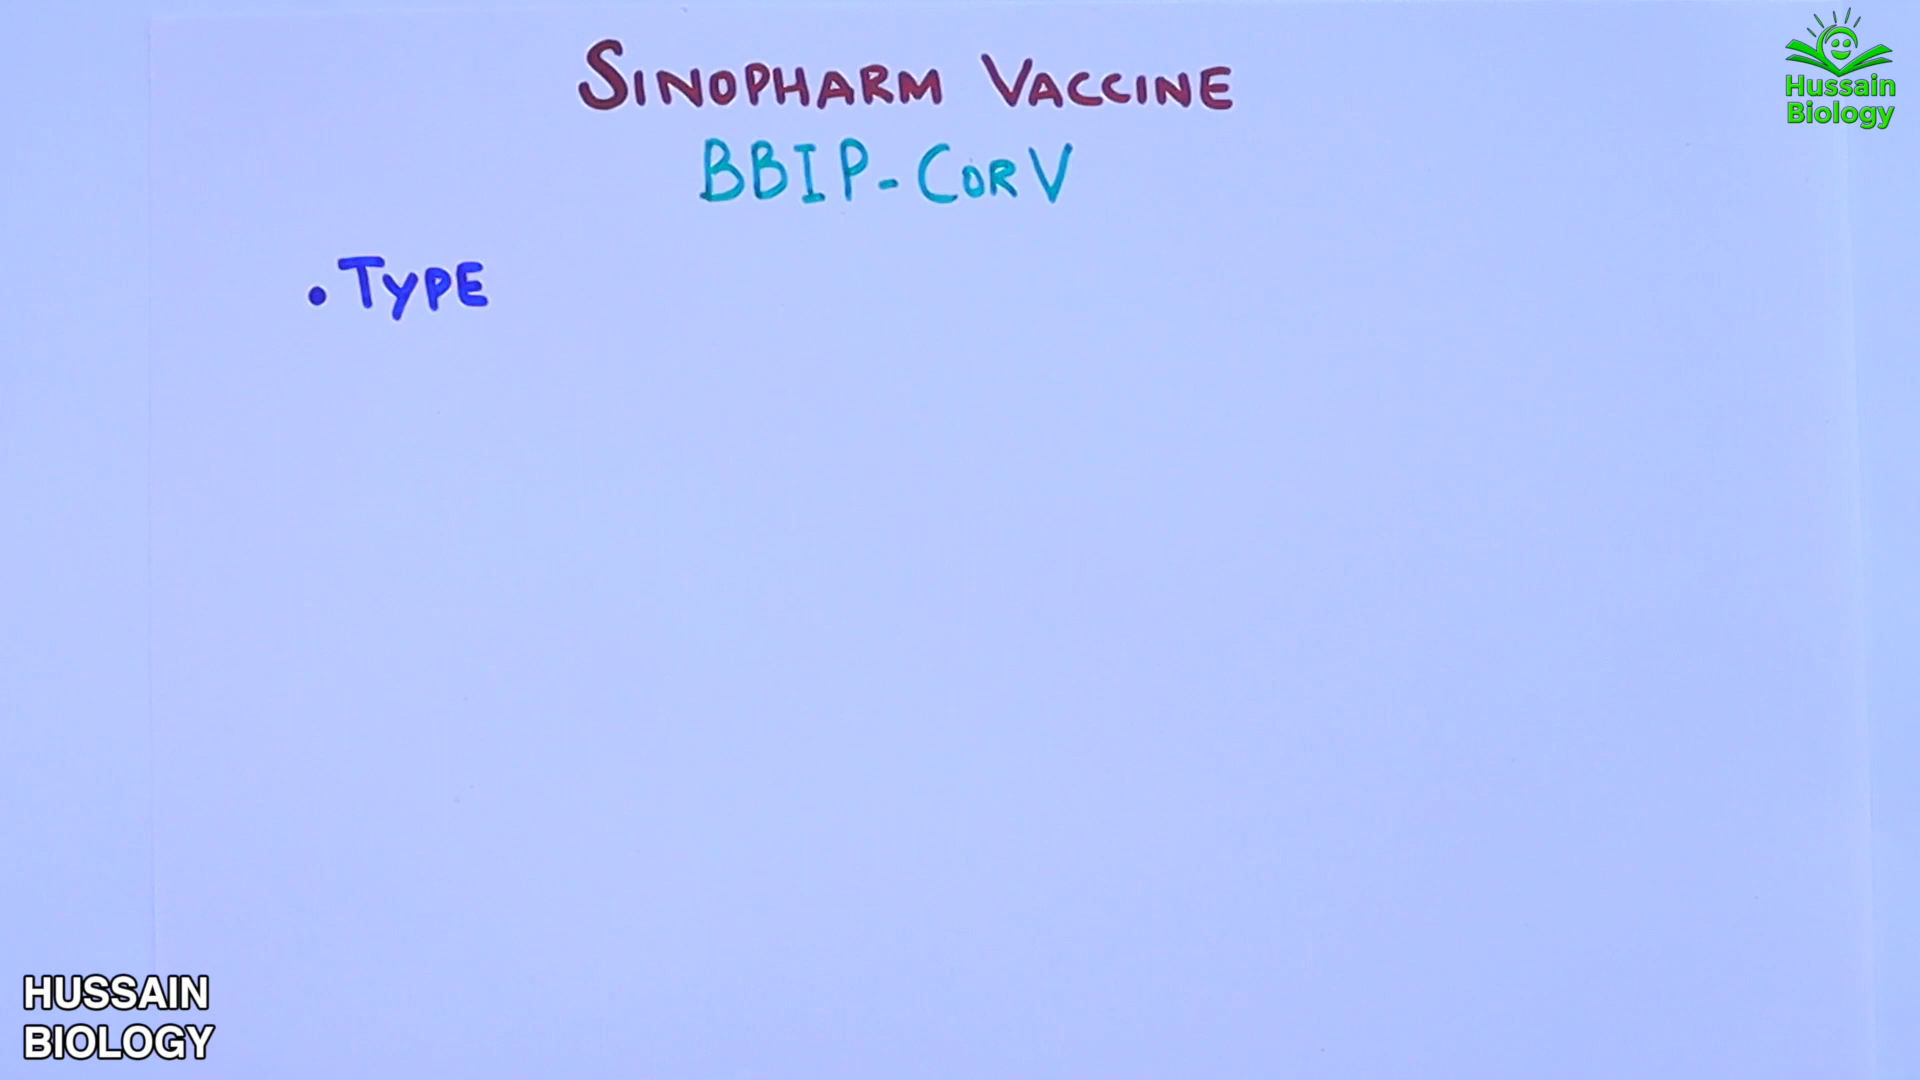 SINOPHARM VACCINE
BBIP-CORV
• TYPE
Hussain
Biology
HUSSAIN
BIOLOGY